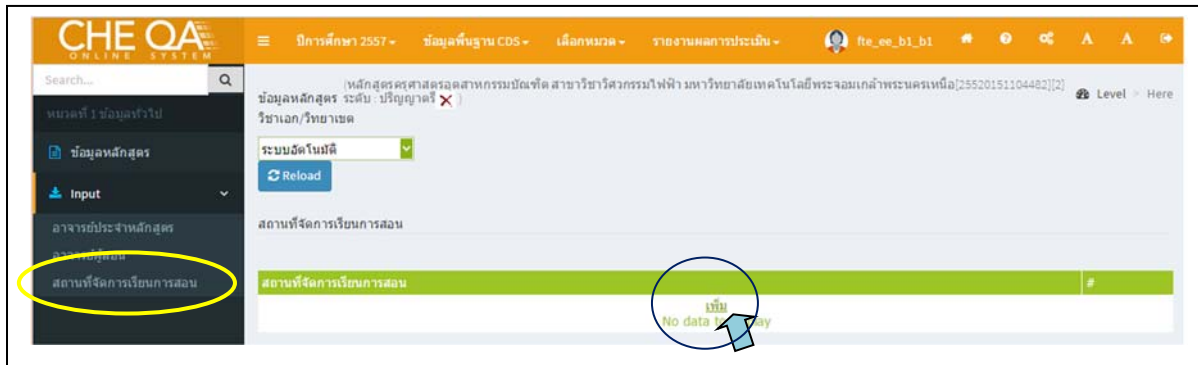 CHE QA
ONLINE SYSTEM
ปีการศึกษา 2557 ข้อมูลพื้นฐาน CDS เลือกหมวด รายงานผลการประเมิน fte_ee_b1_b1 A A
Search...
(หลักสูตรครุศาสตรอุตสาหกรรมบัณฑิต สาขาวิชาวิศวกรรมไฟฟ้า มหาวิทยาลัยเทคโนโลยีพระจอมเกล้าพระนครเหนือ[25520151104482][2]
ข้อมูลหลักสูตร ระดับ : ปริญญาตรี )
Level > Here
วิชาเอก/วิทยาเขต
หมวดที่ 1 ข้อมูลทั่วไป
ระบบอัตโนมัติ
ข้อมูลหลักสูตร
Reload
Input
อาจารย์ประจำหลักสูตร
สถานที่จัดการเรียนการสอน
อาจารย์ผู้สอน
สถานที่จัดการเรียนการสอน
สถานที่จัดการเรียนการสอน #
เพิ่ม
No data